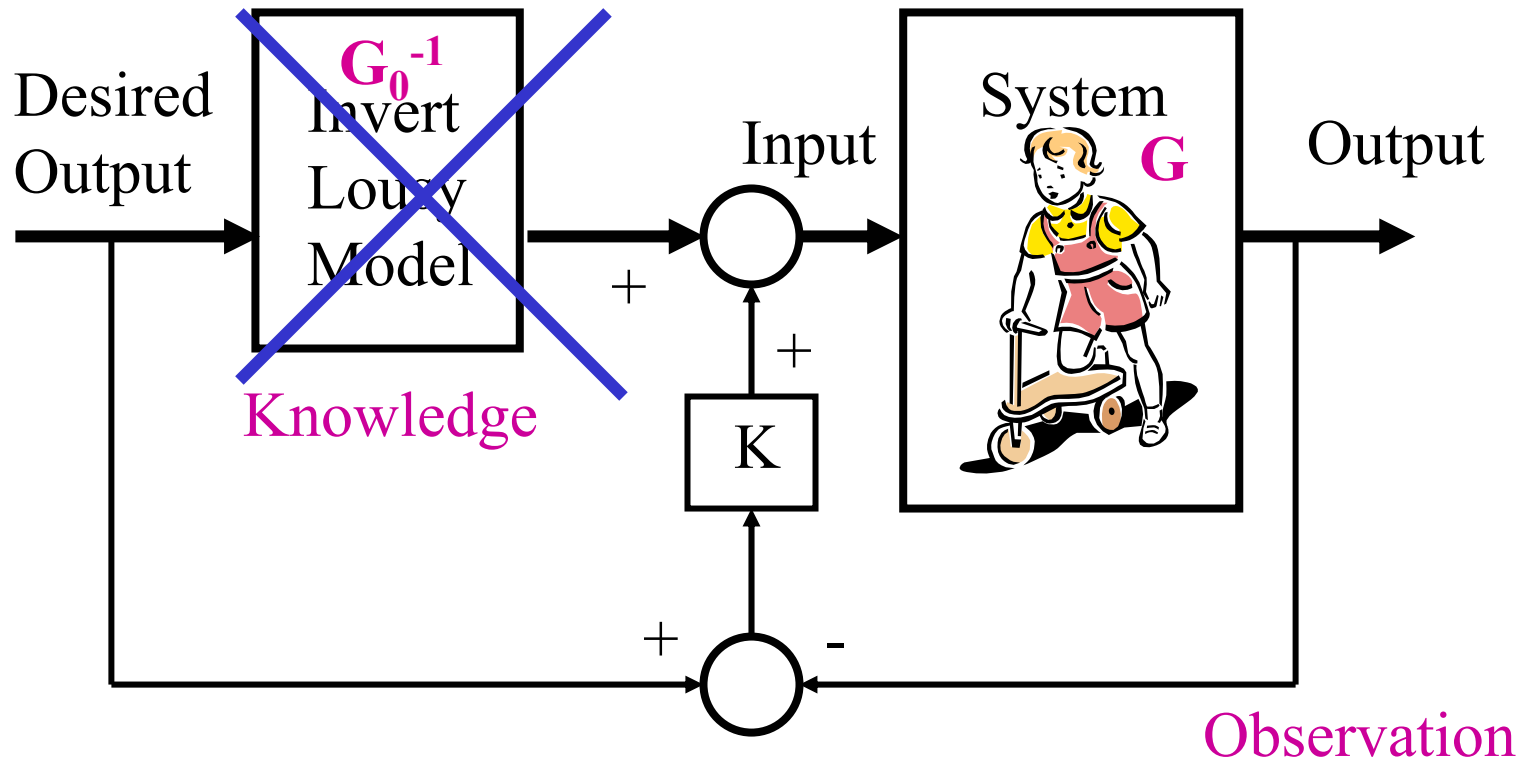 G₀⁻¹
Invert
Lousy
Model
Desired
Output
Knowledge
Input
System
G
Output
+
+
K
+
-
Observation